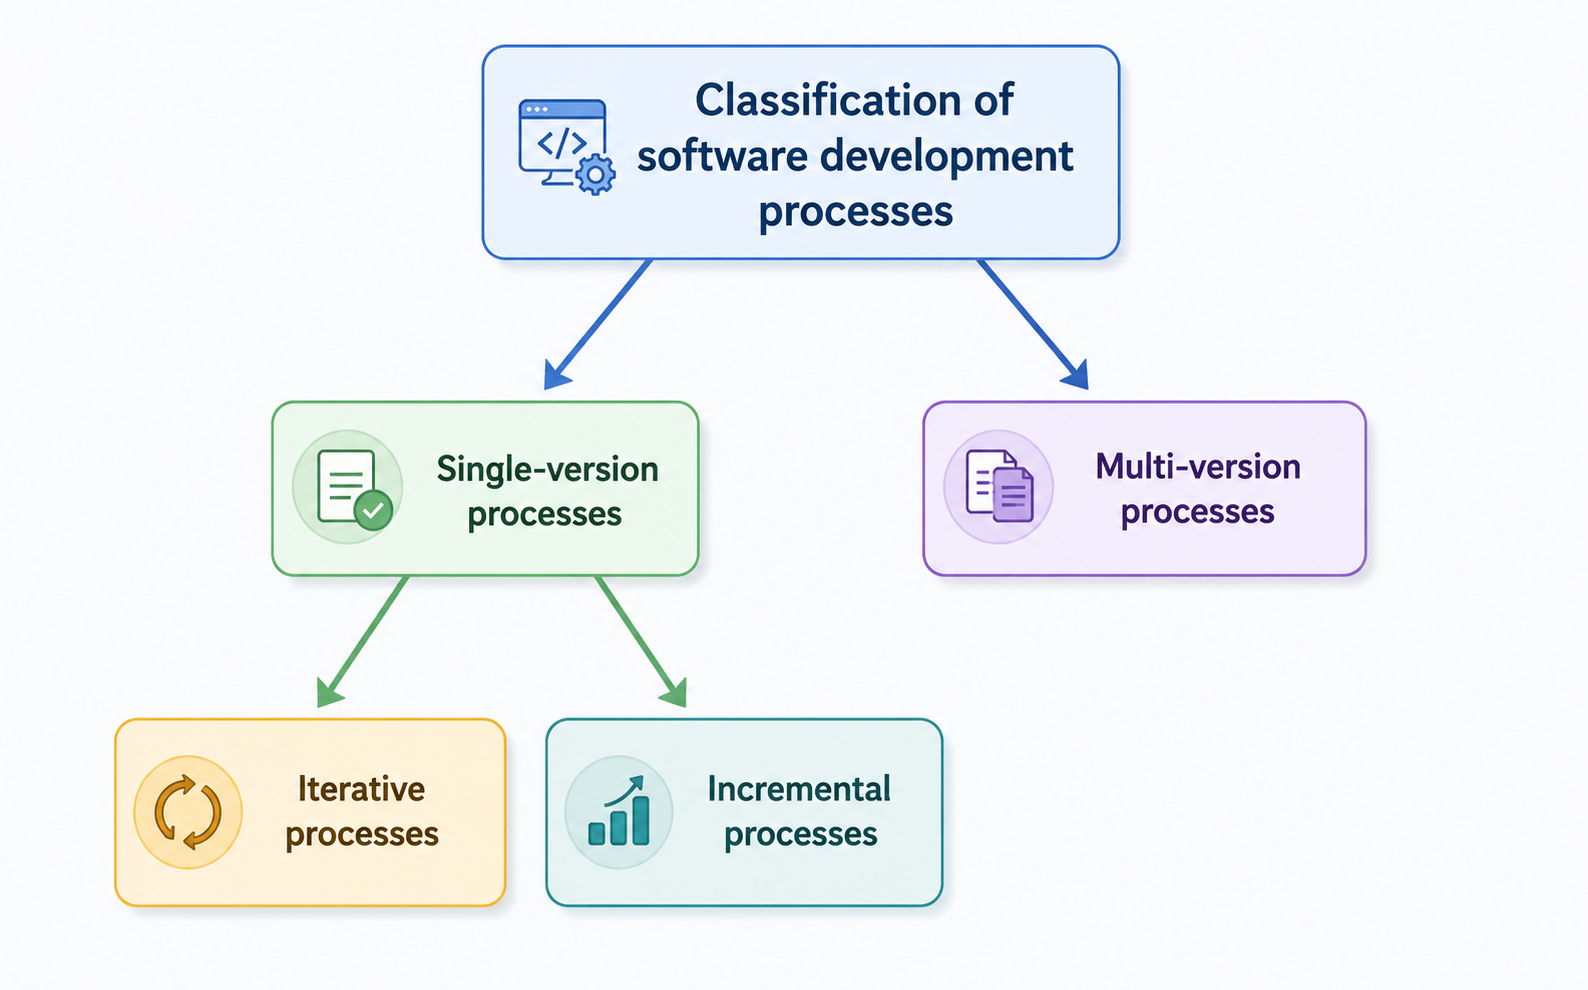 Classification of
software development
processes
Single-version
processes
Multi-version
processes
Iterative
processes
Incremental
processes